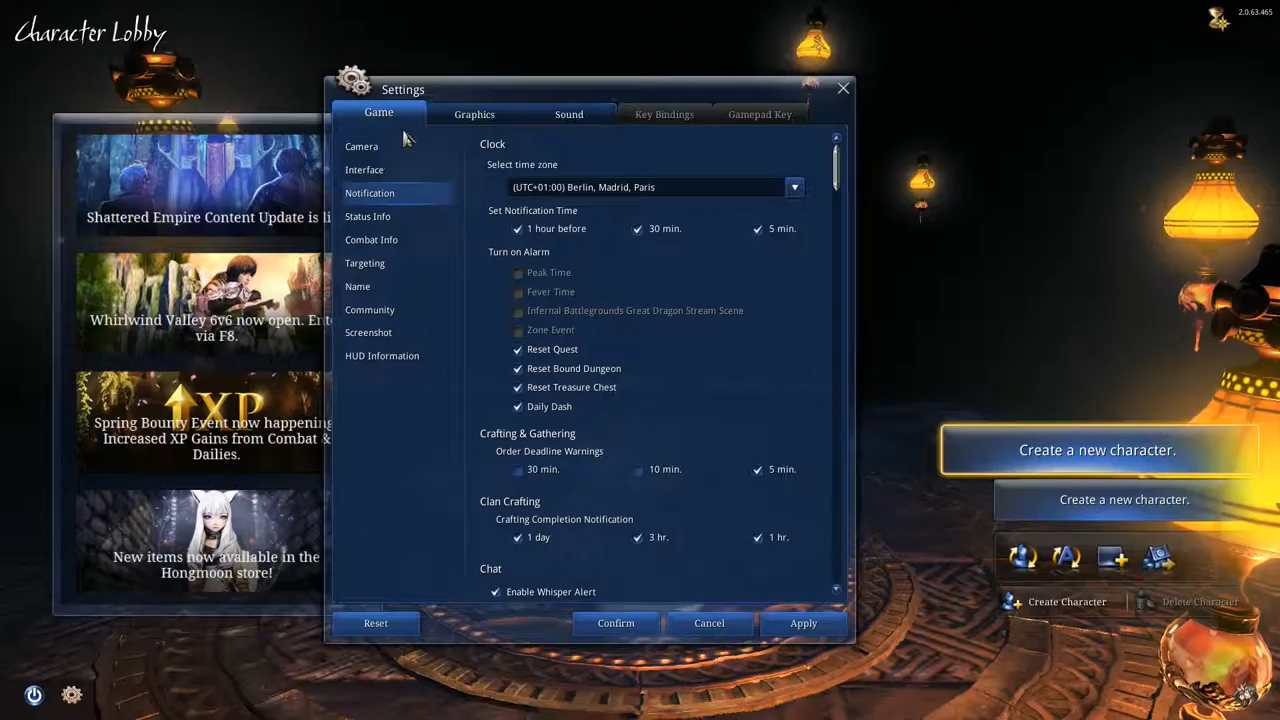 Character Lobby
2.0.63.465
Settings
Game
Graphics
Sound
Key Bindings
Gamepad Key
Camera
Interface
Notification
Status Info
Combat Info
Targeting
Name
Community
Screenshot
HUD Information
Clock
Select time zone
(UTC+01:00) Berlin, Madrid, Paris
Set Notification Time
1 hour before
30 min.
5 min.
Turn on Alarm
Peak Time
Fever Time
Infernal Battlegrounds Great Dragon Stream Scene
Zone Event
Reset Quest
Reset Bound Dungeon
Reset Treasure Chest
Daily Dash
Crafting & Gathering
Order Deadline Warnings
30 min.
10 min.
5 min.
Clan Crafting
Crafting Completion Notification
1 day
3 hr.
1 hr.
Chat
Enable Whisper Alert
Reset
Confirm
Cancel
Apply
Shattered Empire Content Update is li
Whirlwind Valley 6v6 now open. Ent
via F8.
XP
Spring Bounty Event now happening
Increased XP Gains from Combat &
Dailies.
New items now available in the
Hongmoon store!
Create a new character.
Create a new character.
Create Character
Delete Character